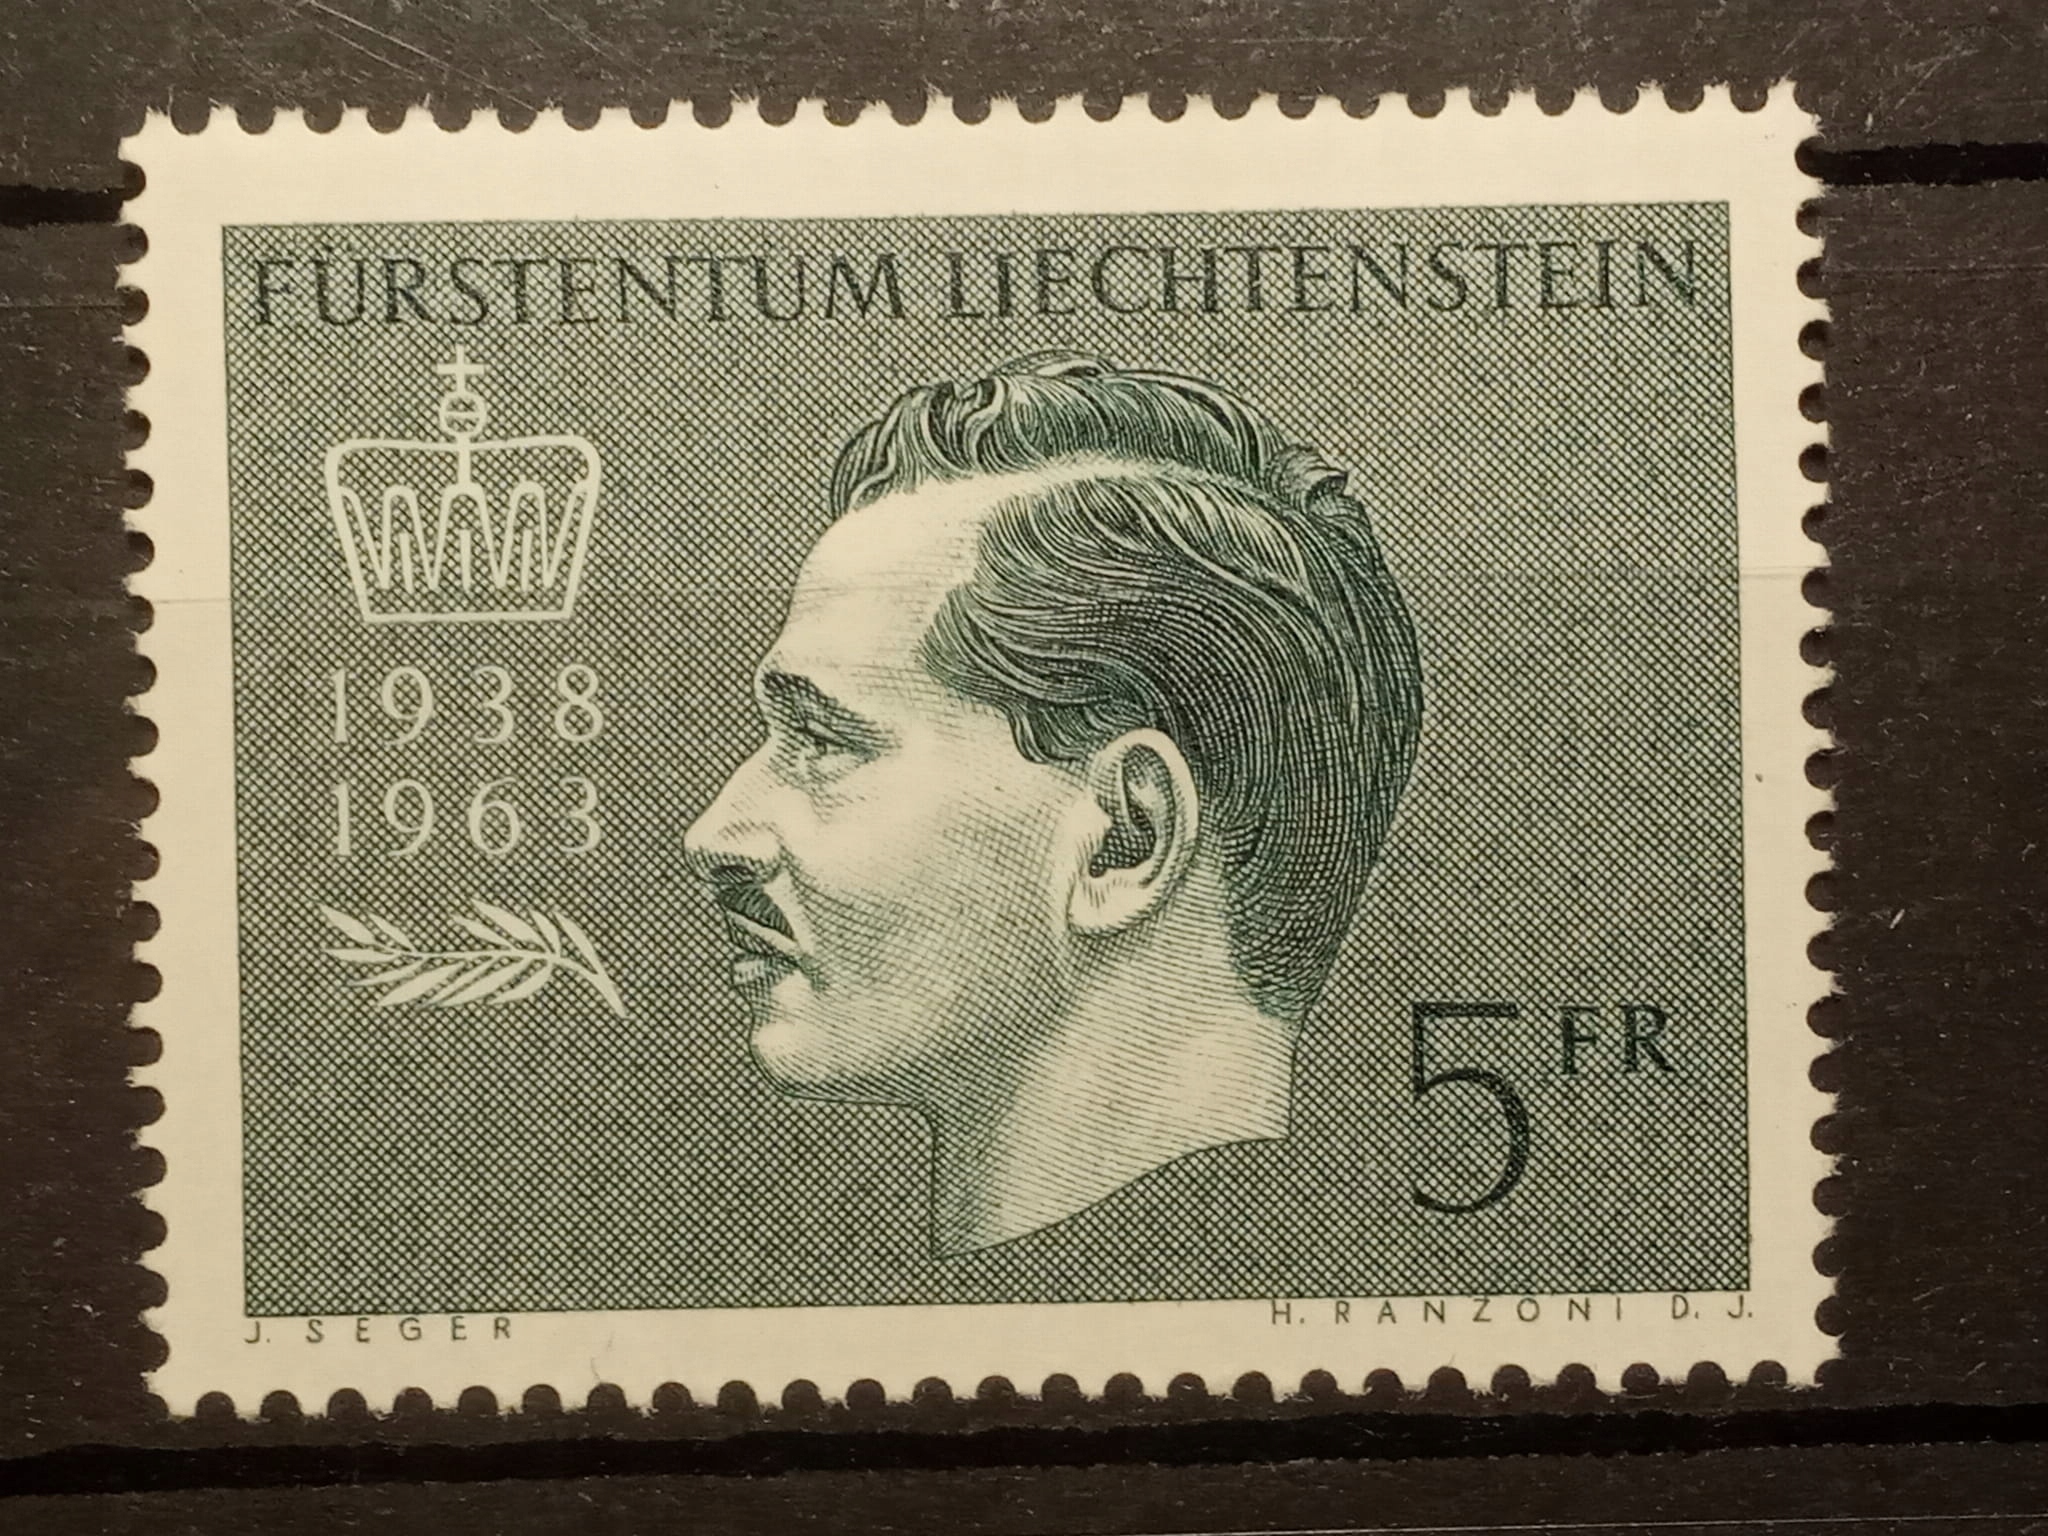 FÜRSTENTUM LIECHTENSTEIN
1938
1963
5 FR
J. SEGER
H. RANZONI D. J.